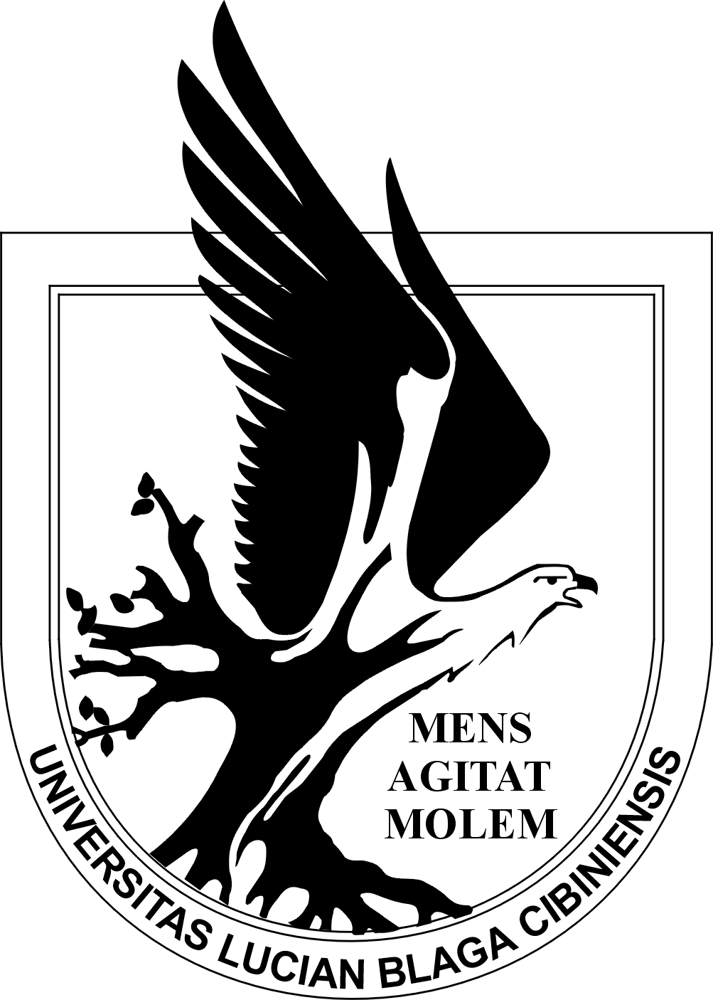 MENS
AGITAT
MOLEM
UNIVERSITAS LUCIAN BLAGA CIBINIENSIS